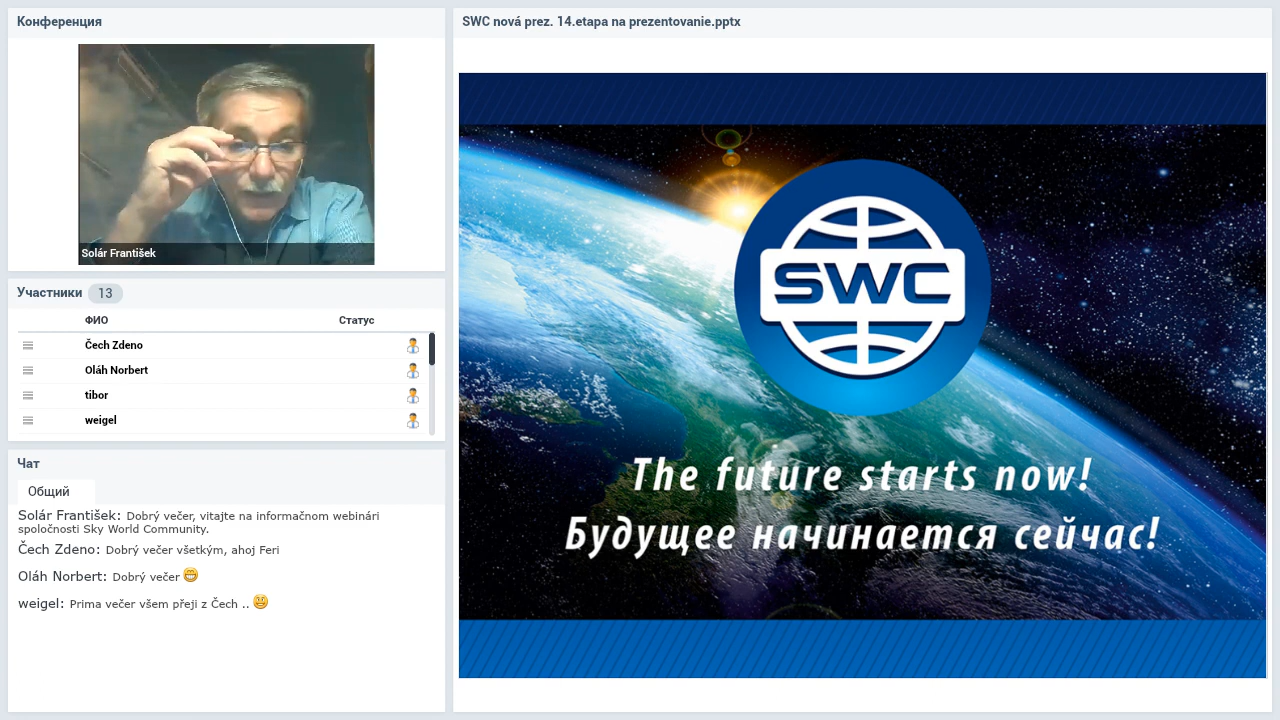 Конференция
Solár František
Участники 13
ФИО Статус
Čech Zdeno
Oláh Norbert
tibor
weigel
Чат
Общий
Solár František: Dobrý večer, vitajte na informačnom webinári
spoločnosti Sky World Community.
Čech Zdeno: Dobrý večer všetkým, ahoj Feri
Oláh Norbert: Dobrý večer
weigel: Prima večer všem přeji z Čech ..
SWC nová prez. 14.etapa na prezentovanie.pptx
SWC
The future starts now!
Будущее начинается сейчас!